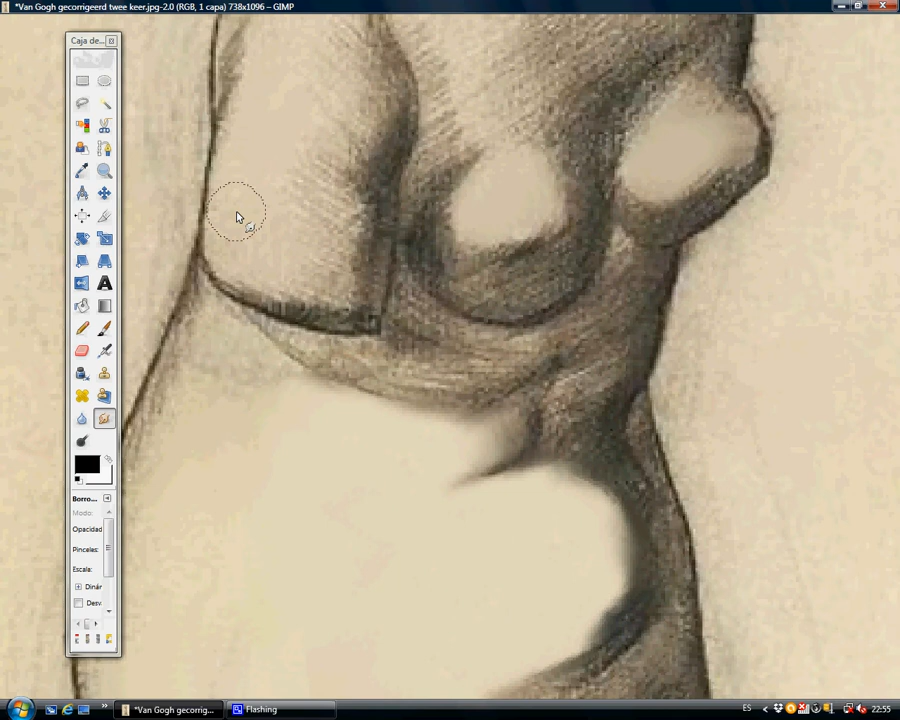 *Van Gogh gecorrigeerd twee keer.jpg-2.0 (RGB, 1 capa) 738x1096 – GIMP
Caja de...
A
Borro...
Modo:
Opacidad
Pinceles:
Escala:
Dinár
Desv
*Van Gogh gecorrig...
Flashing
ES
22:55